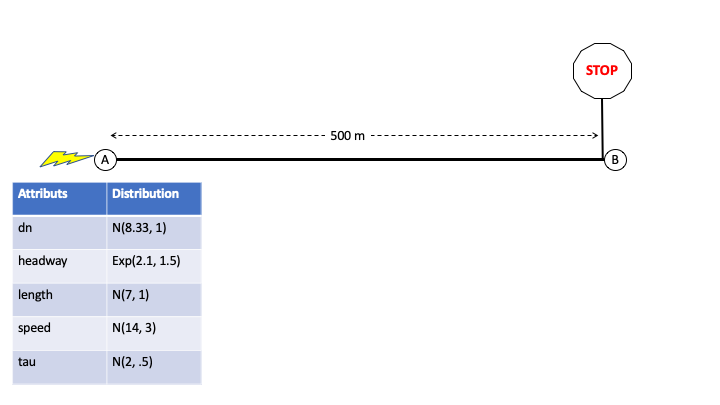 STOP
500 m
A
B
Attributs Distribution
dn N(8.33, 1)
headway Exp(2.1, 1.5)
length N(7, 1)
speed N(14, 3)
tau N(2, .5)